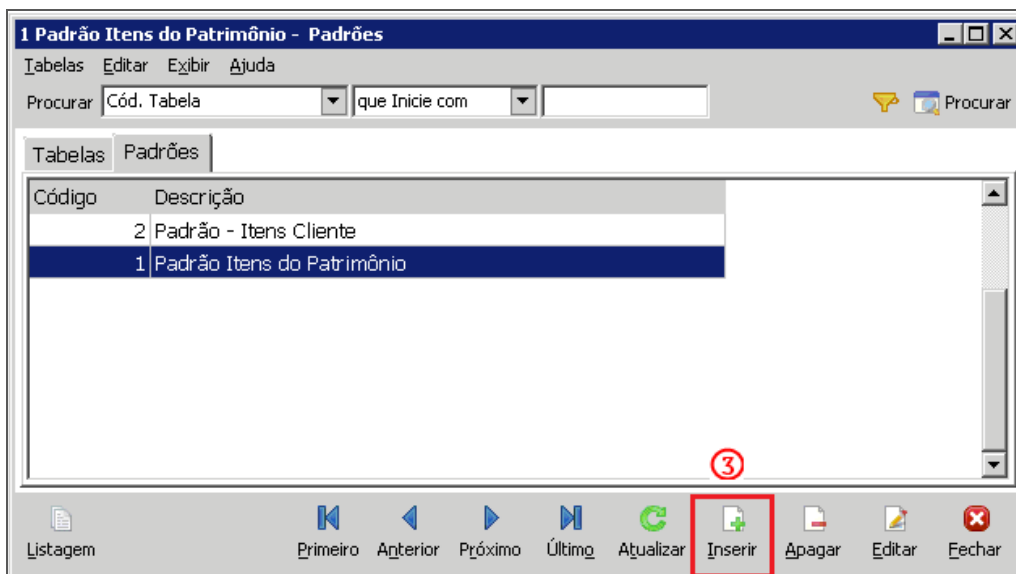 1 Padrão Itens do Patrimônio - Padrões
Tabelas Editar Exibir Ajuda
Procurar Cód. Tabela que Inicie com Procurar
Tabelas Padrões
Código Descrição
2 Padrão - Itens Cliente
1 Padrão Itens do Patrimônio
3
Listagem Primeiro Anterior Próximo Último Atualizar Inserir Apagar Editar Fechar